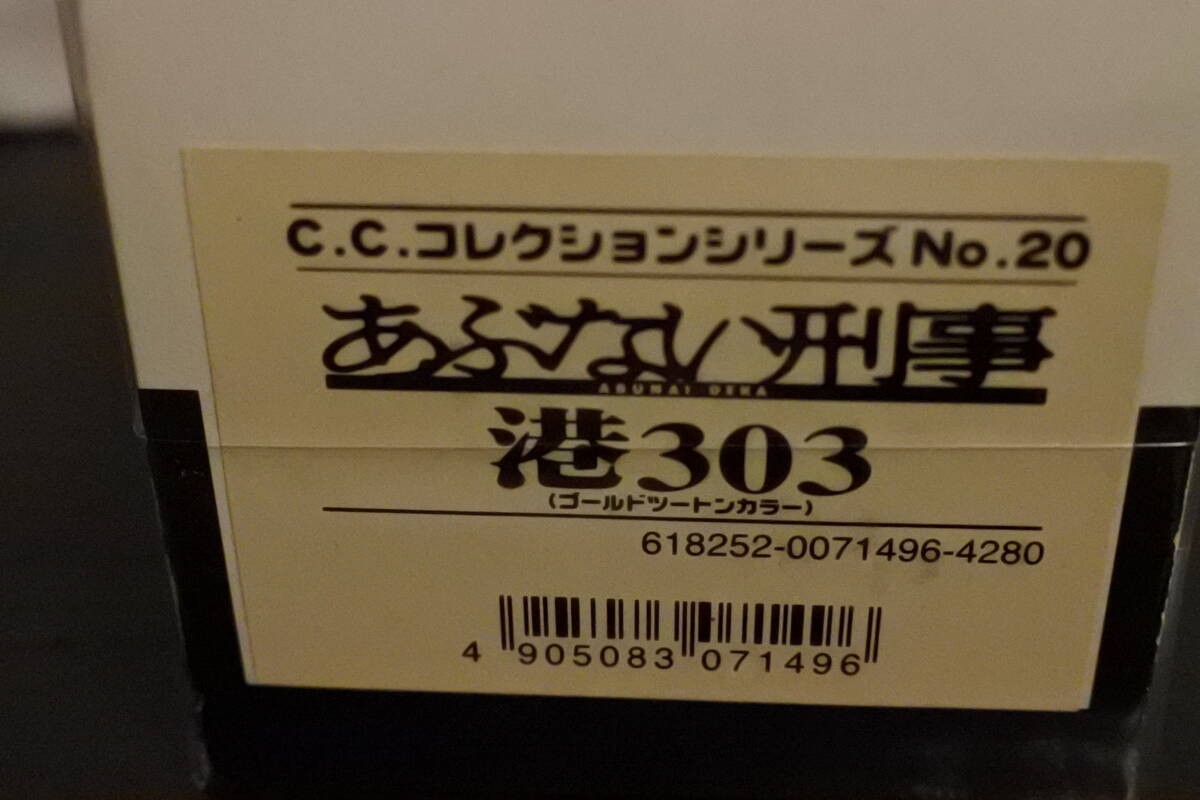 C.C.コレクションシリーズ No.20
あぶない刑事
ABUNAI DEKA
港303
(ゴールドツートンカラー)
618252-0071496-4280
4 905083 071496